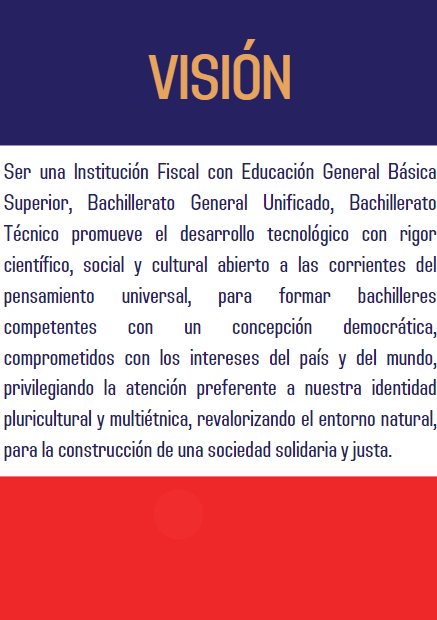 VISIÓN
Ser una Institución Fiscal con Educación General Básica
Superior, Bachillerato General Unificado, Bachillerato
Técnico promueve el desarrollo tecnológico con rigor
científico, social y cultural abierto a las corrientes del
pensamiento universal, para formar bachilleres
competentes con un concepción democrática,
comprometidos con los intereses del país y del mundo,
privilegiando la atención preferente a nuestra identidad
pluricultural y multiétnica, revalorizando el entorno natural,
para la construcción de una sociedad solidaria y justa.